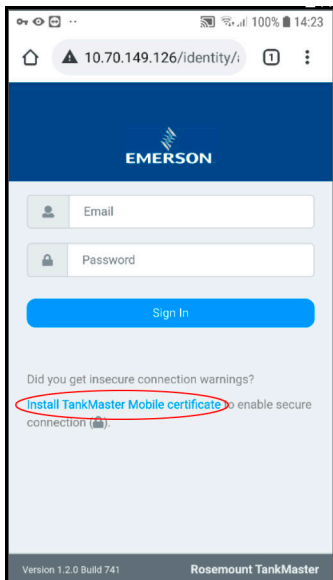 100% 14:23
10.70.149.126/identity/
1
EMERSON
Email
Password
Sign In
Did you get insecure connection warnings?
Install TankMaster Mobile certificate to enable secure
connection ( ).
Version 1.2.0 Build 741 Rosemount TankMaster